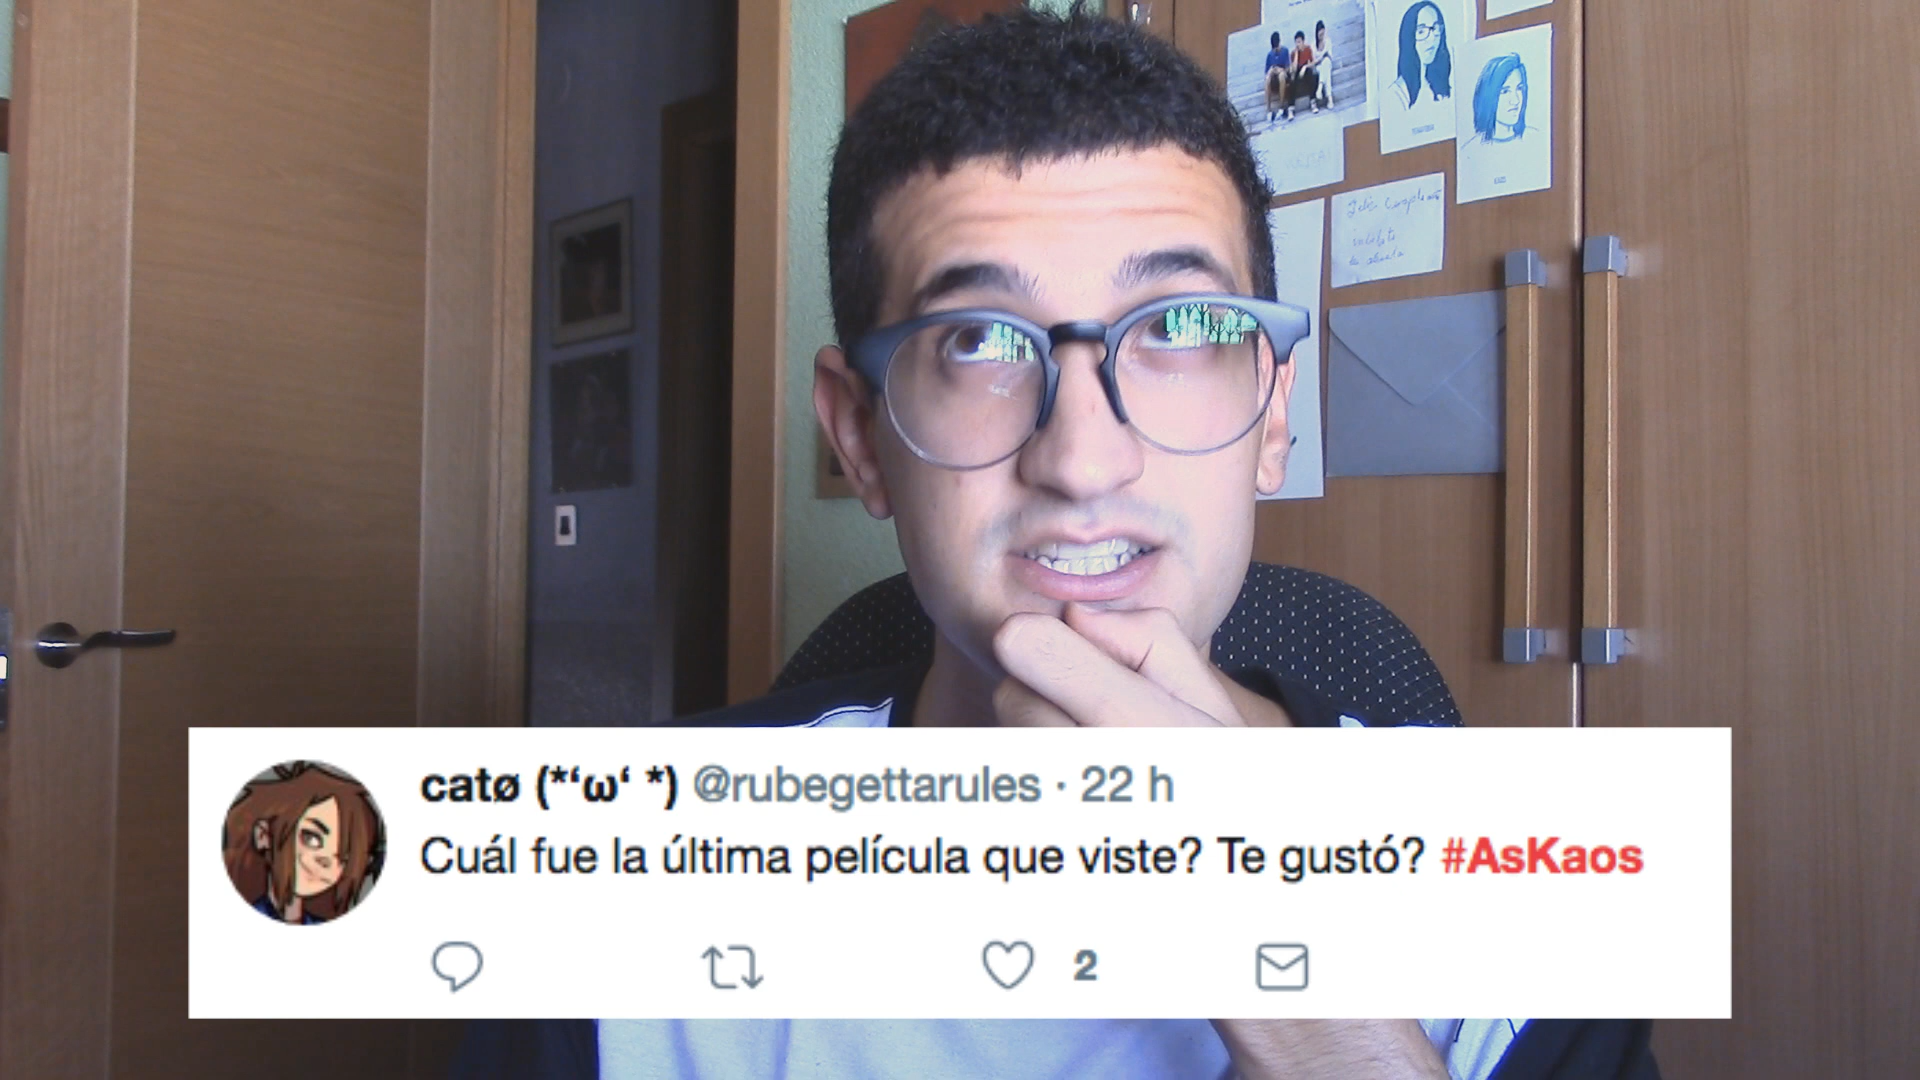 catø (*‘ω‘ *) @rubegettarules · 22 h
Cuál fue la última película que viste? Te gustó? #AsKaos
2